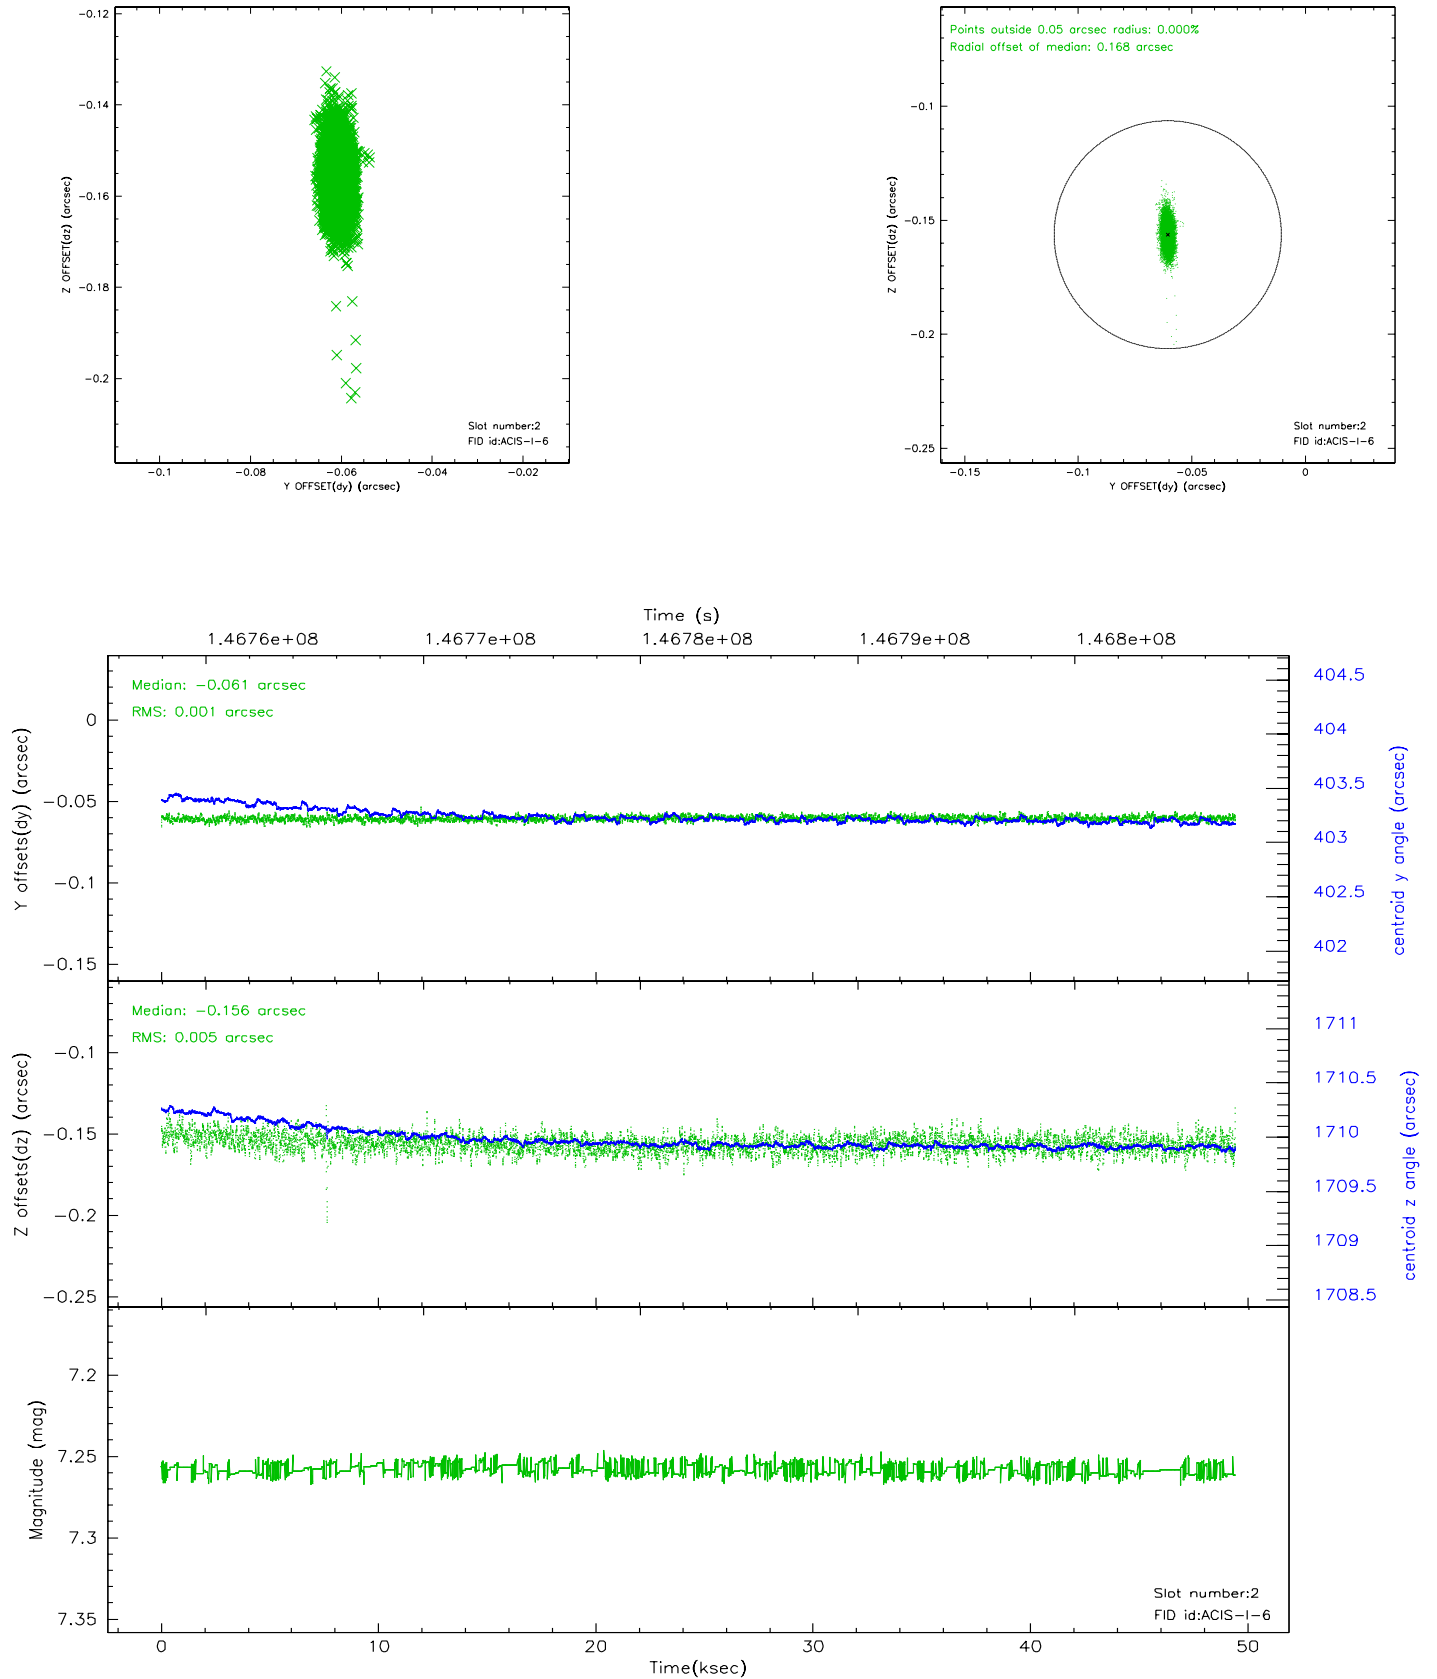 −0.12
−0.14
−0.16
−0.18
−0.2
Z OFFSET(dz) (arcsec)
Slot number:2
FID id:ACIS−I−6
−0.1 −0.08 −0.06 −0.04 −0.02
Y OFFSET(dy) (arcsec)
Points outside 0.05 arcsec radius: 0.000%
Radial offset of median: 0.168 arcsec
−0.1
−0.15
−0.2
−0.25
Z OFFSET(dz) (arcsec)
Slot number:2
FID id:ACIS−I−6
−0.15 −0.1 −0.05 0
Y OFFSET(dy) (arcsec)
Time (s)
1.4676e+08 1.4677e+08 1.4678e+08 1.4679e+08 1.468e+08
Median: −0.061 arcsec
RMS: 0.001 arcsec
0
−0.05
−0.1
−0.15
Y offsets(dy) (arcsec)
404.5
404
403.5
403
402.5
402
centroid y angle (arcsec)
Median: −0.156 arcsec
RMS: 0.005 arcsec
−0.1
−0.15
−0.2
−0.25
Z offsets(dz) (arcsec)
1711
1710.5
1710
1709.5
1709
1708.5
centroid z angle (arcsec)
7.2
7.25
7.3
7.35
Magnitude (mag)
Slot number:2
FID id:ACIS−I−6
0 10 20 30 40 50
Time(ksec)